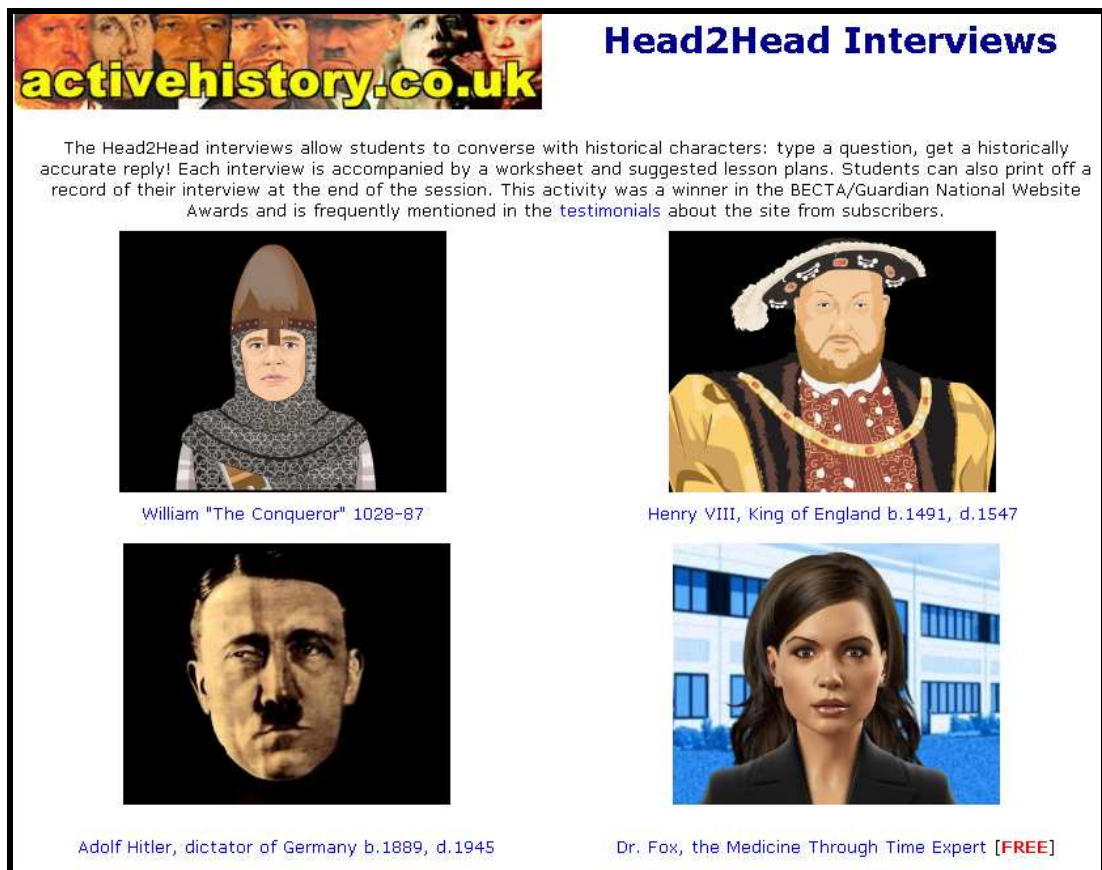 activehistory.co.uk
Head2Head Interviews
The Head2Head interviews allow students to converse with historical characters: type a question, get a historically
accurate reply! Each interview is accompanied by a worksheet and suggested lesson plans. Students can also print off a
record of their interview at the end of the session. This activity was a winner in the BECTA/Guardian National Website
Awards and is frequently mentioned in the testimonials about the site from subscribers.
William "The Conqueror" 1028-87
Henry VIII, King of England b.1491, d.1547
Adolf Hitler, dictator of Germany b.1889, d.1945
Dr. Fox, the Medicine Through Time Expert [FREE]